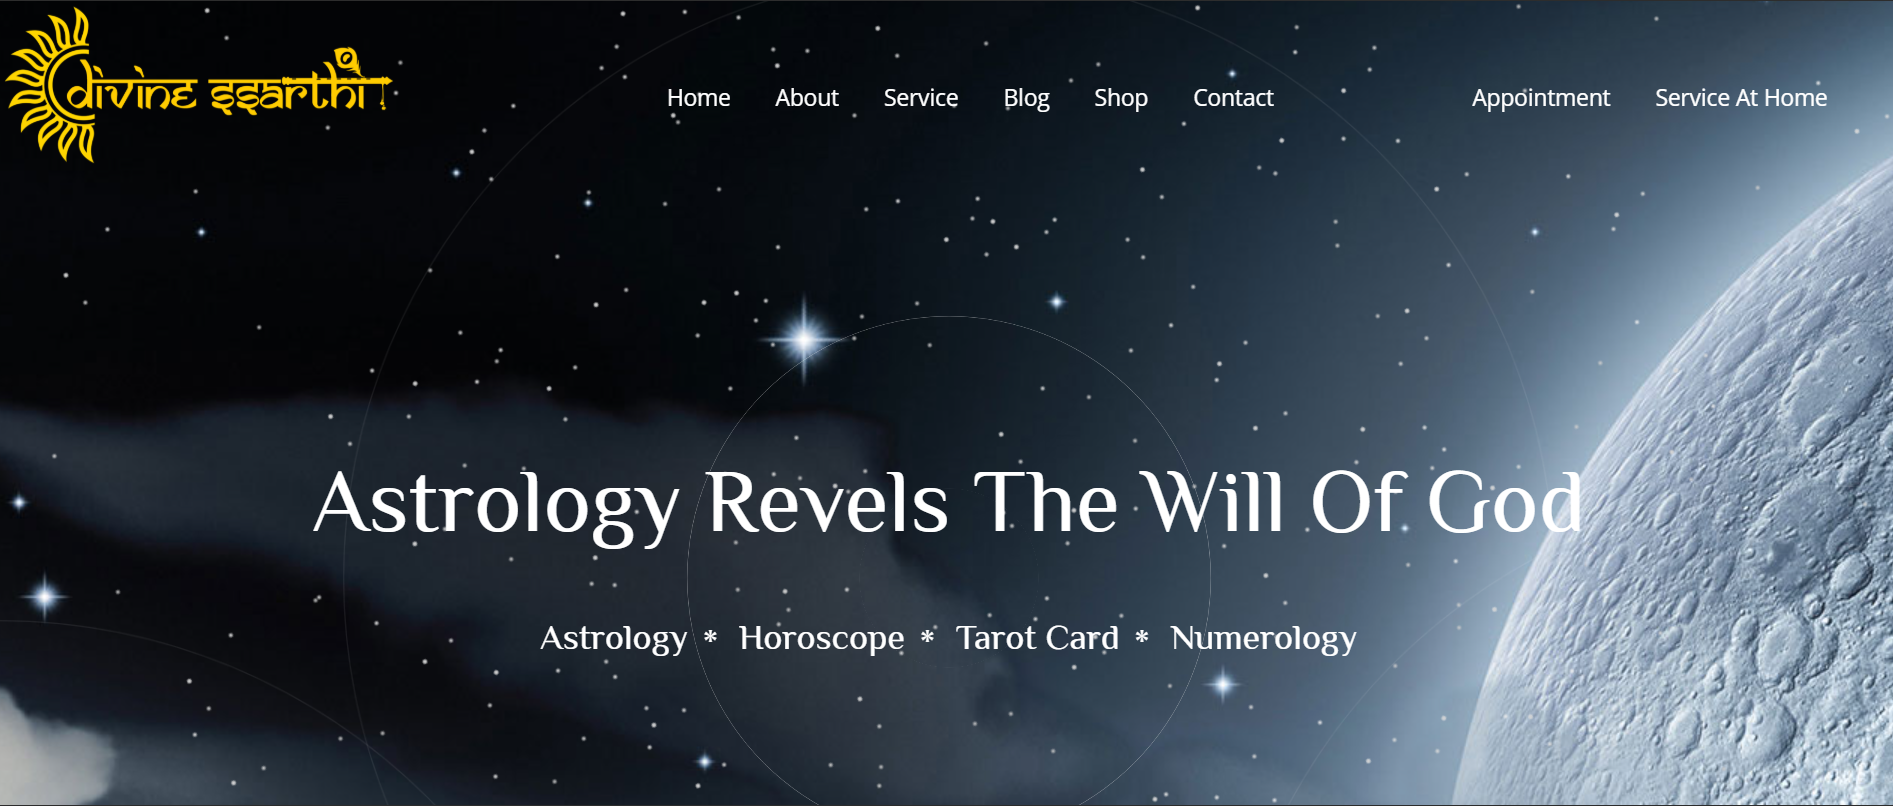 divine ssarthi
Home About Service Blog Shop Contact Appointment Service At Home
Astrology Revels The Will Of God
Astrology * Horoscope * Tarot Card * Numerology